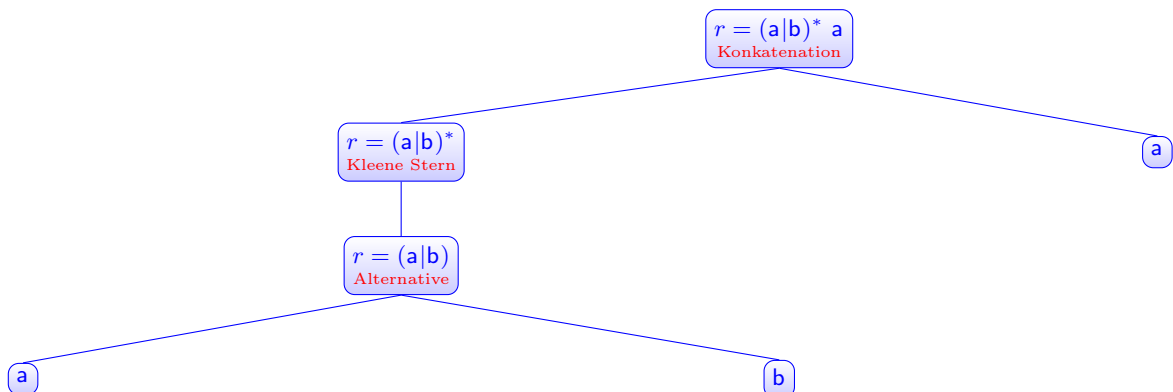 r = (a|b)* a
Konkatenation
r = (a|b)*
Kleene Stern
a
r = (a|b)
Alternative
a
b